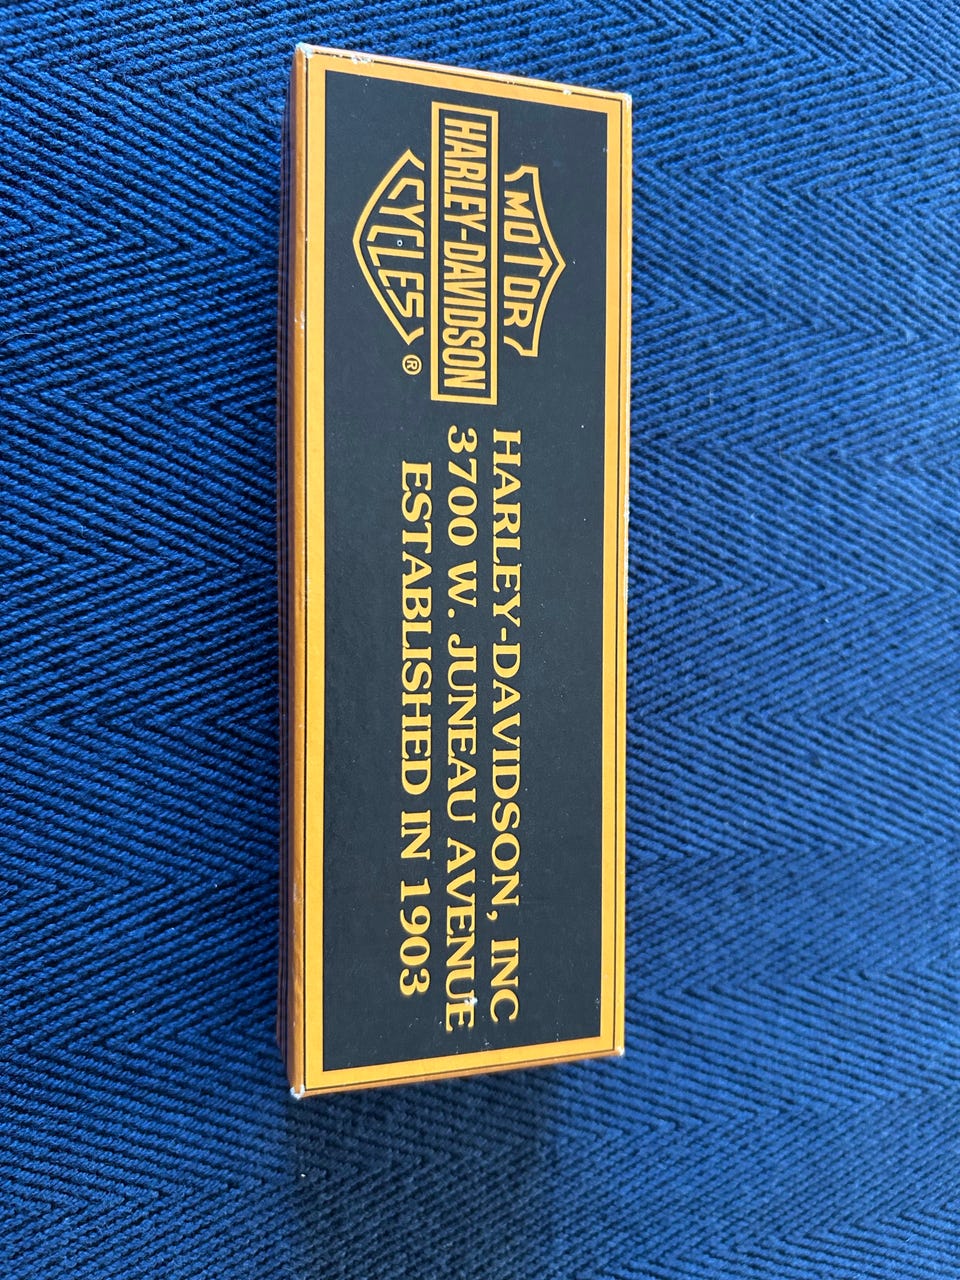 MOTOR
HARLEY-DAVIDSON
CYCLES
®
HARLEY-DAVIDSON, INC
3700 W. JUNEAU AVENUE
ESTABLISHED IN 1903